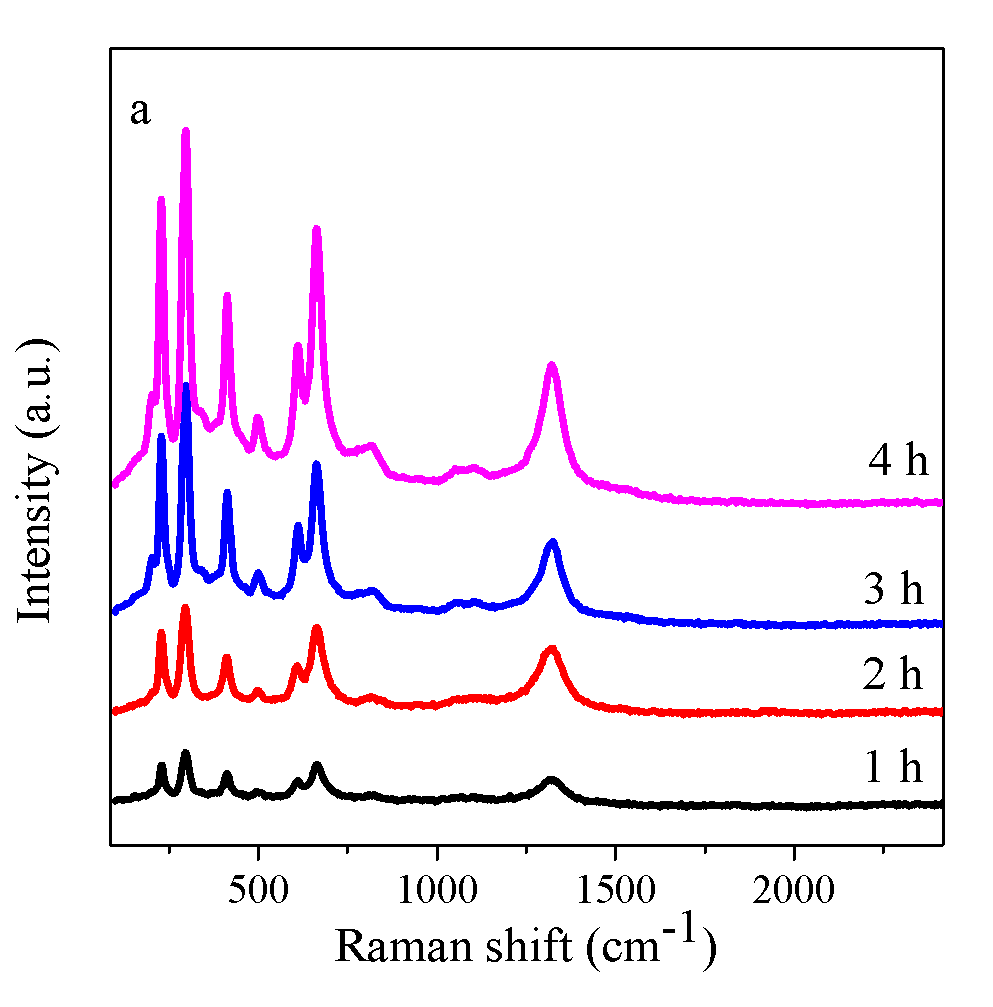 a
Intensity (a.u.)
4 h
3 h
2 h
1 h
500 1000 1500 2000
Raman shift (cm-1)